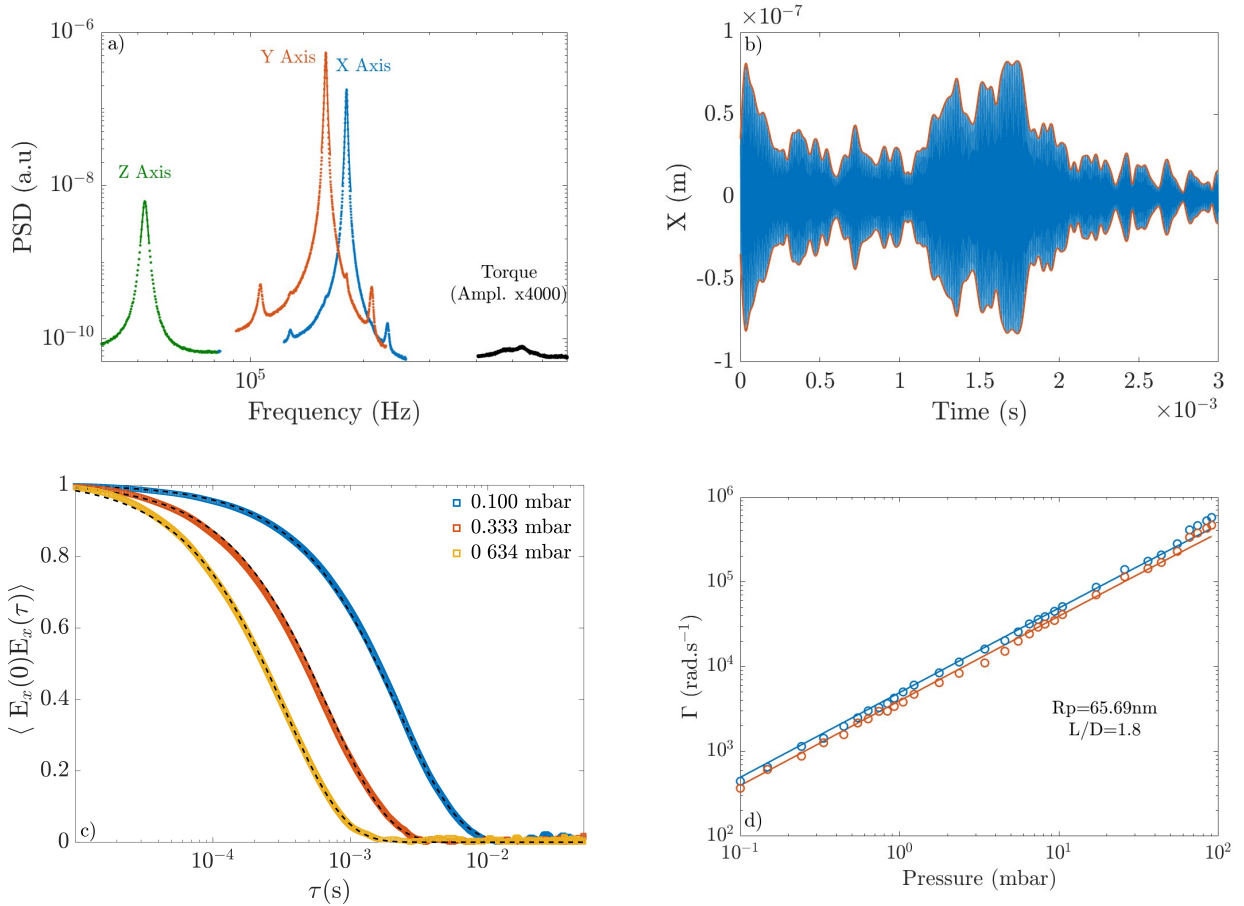 a)
Y Axis
X Axis
Z Axis
Torque
(Ampl. x4000)
PSD (a.u)
10^-6
10^-8
10^-10
10^5
Frequency (Hz)
b)
×10^-7
X (m)
1
0.5
0
-0.5
-1
0 0.5 1 1.5 2 2.5 3
Time (s)
×10^-3
c)
⟨ E_x(0)E_x(τ)⟩
1
0.8
0.6
0.4
0.2
0
0.100 mbar
0.333 mbar
0 634 mbar
10^-4 10^-3 10^-2
τ(s)
d)
Γ (rad.s^-1)
10^6
10^5
10^4
10^3
10^2
Rp=65.69nm
L/D=1.8
10^-1 10^0 10^1 10^2
Pressure (mbar)